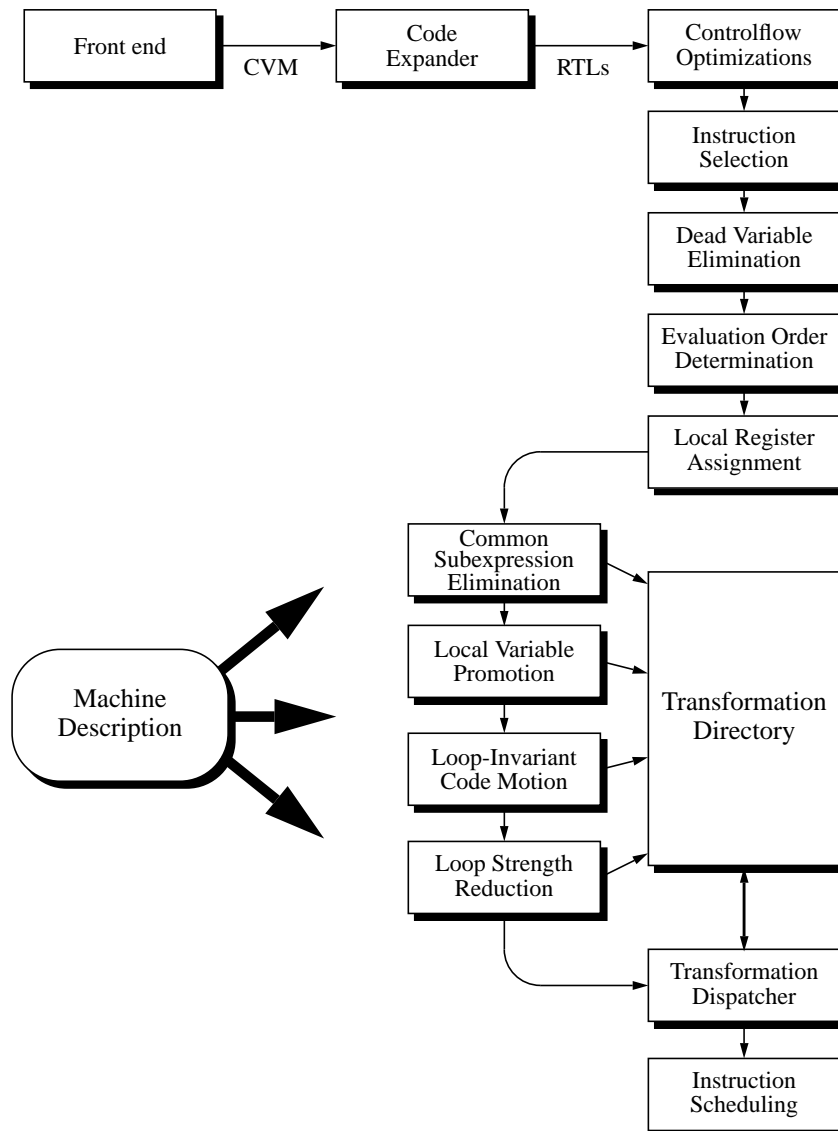 Front end
CVM
Code
Expander
RTLs
Controlflow
Optimizations
Instruction
Selection
Dead Variable
Elimination
Evaluation Order
Determination
Local Register
Assignment
Common
Subexpression
Elimination
Local Variable
Promotion
Loop-Invariant
Code Motion
Loop Strength
Reduction
Machine
Description
Transformation
Directory
Transformation
Dispatcher
Instruction
Scheduling